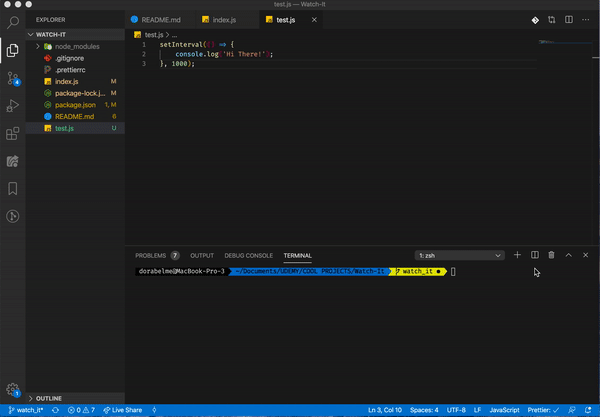 test.js — Watch-It
EXPLORER
WATCH-IT
node_modules
.gitignore
.prettierrc
index.js M
package-lock.j... M
package.json 1, M
README.md 6
test.js U
OUTLINE
README.md
index.js
test.js
test.js > ...
1 setInterval(() => {
2 console.log('Hi There!');
3 }, 1000);
PROBLEMS 7 OUTPUT DEBUG CONSOLE TERMINAL 1: zsh
dorabelme@MacBook-Pro-3 ~/Documents/UDEMY/COOL PROJECTS/Watch-It watch_it
4
1
watch_it* 0 7 Live Share Ln 3, Col 10 Spaces: 4 UTF-8 LF JavaScript Prettier: ✓